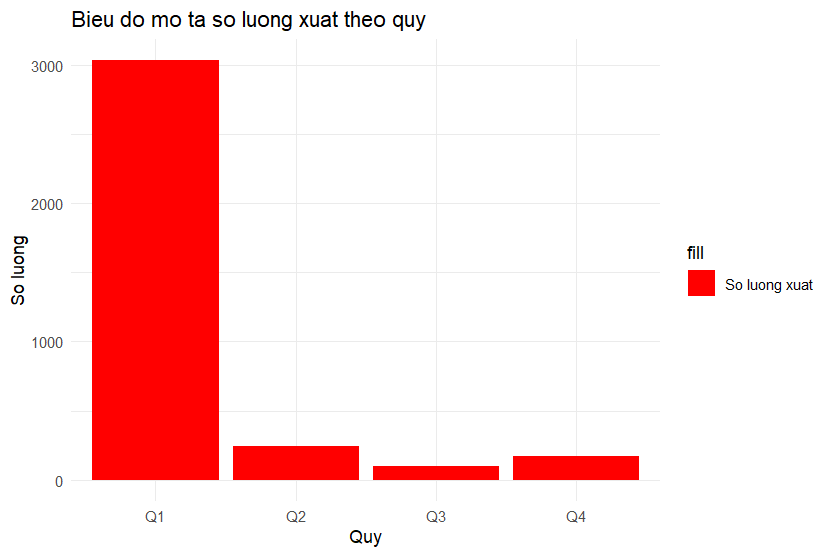 Bieu do mo ta so luong xuat theo quy
3000
2000
1000
0
So luong
Q1
Q2
Q3
Q4
Quy
fill
So luong xuat